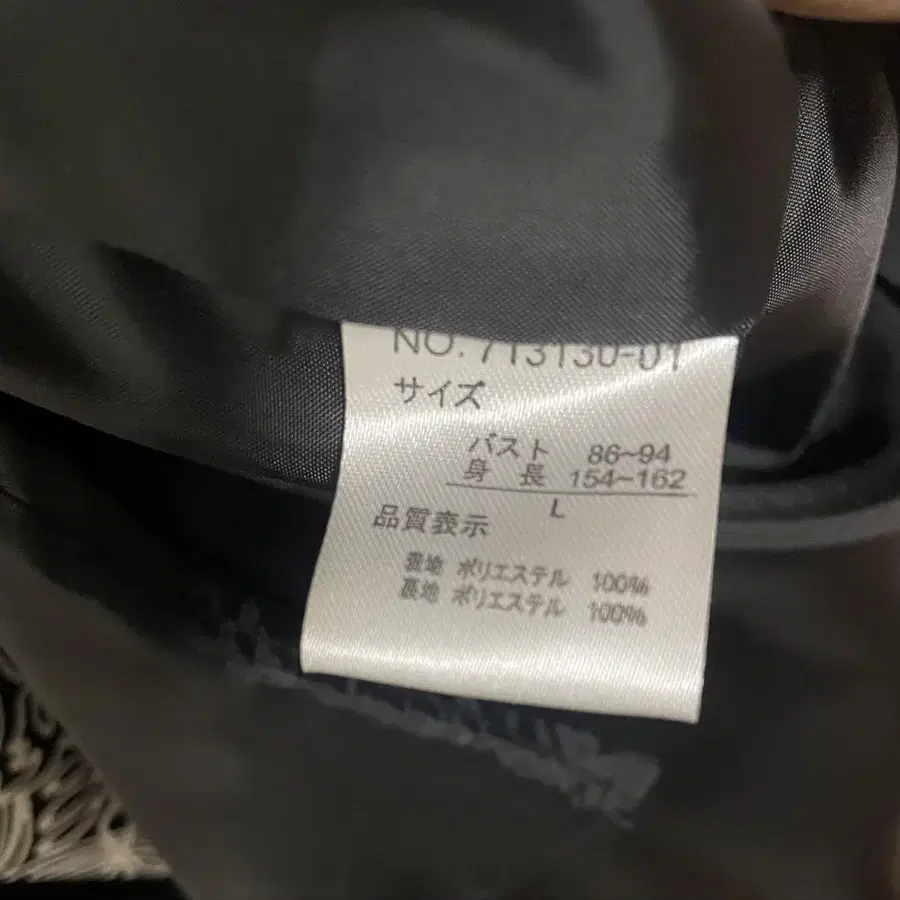 NO. 713130-01
サイズ
バスト 86~94
身長 154~162
L
品質表示
表地 ポリエステル 100%
裏地 ポリエステル 100%